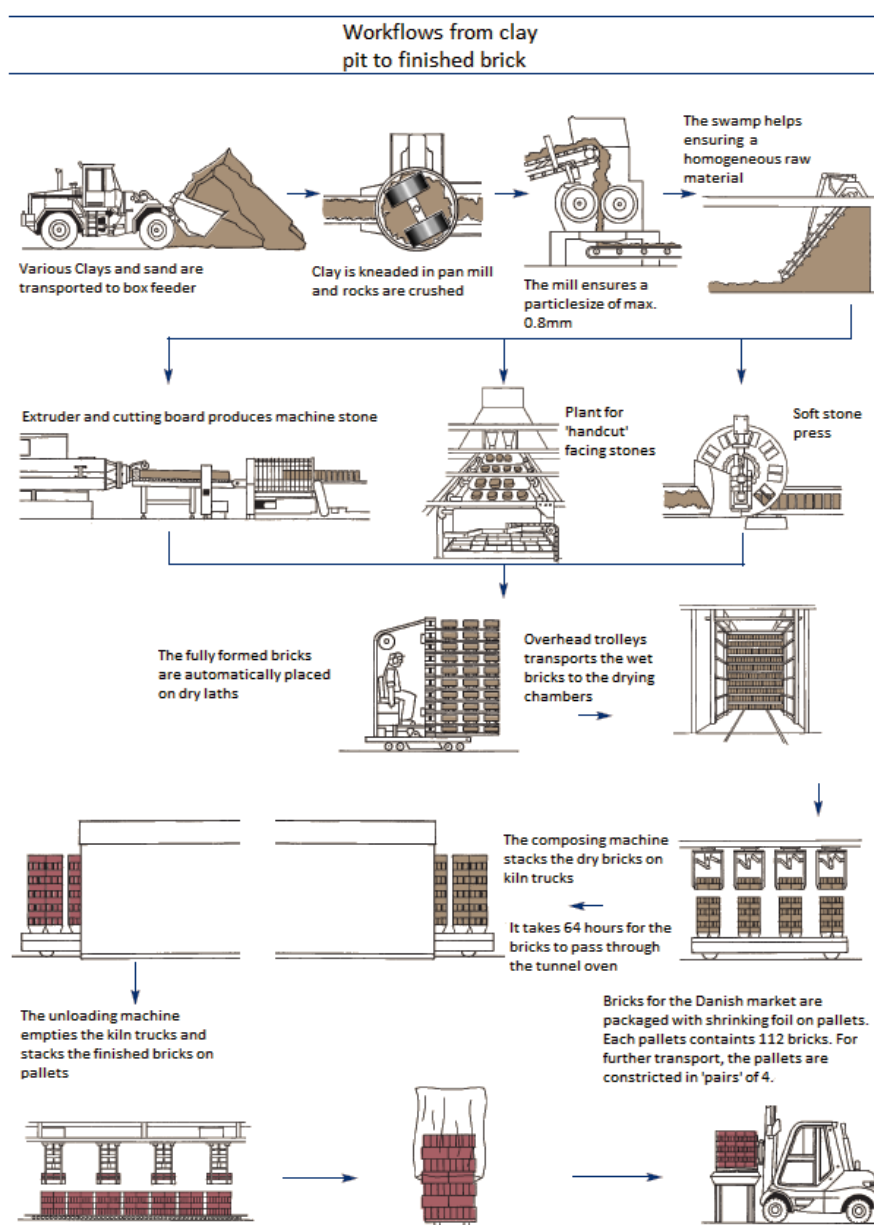 Workflows from clay
pit to finished brick
The swamp helps
ensuring a
homogeneous raw
material
Various Clays and sand are
transported to box feeder
Clay is kneaded in pan mill
and rocks are crushed
The mill ensures a
particlesize of max.
0.8mm
Extruder and cutting board produces machine stone
Plant for
'handcut'
facing stones
Soft stone
press
The fully formed bricks
are automatically placed
on dry laths
Overhead trolleys
transports the wet
bricks to the drying
chambers
The composing machine
stacks the dry bricks on
kiln trucks
It takes 64 hours for the
bricks to pass through
the tunnel oven
The unloading machine
empties the kiln trucks and
stacks the finished bricks on
pallets
Bricks for the Danish market are
packaged with shrinking foil on pallets.
Each pallets containts 112 bricks. For
further transport, the pallets are
constricted in 'pairs' of 4.